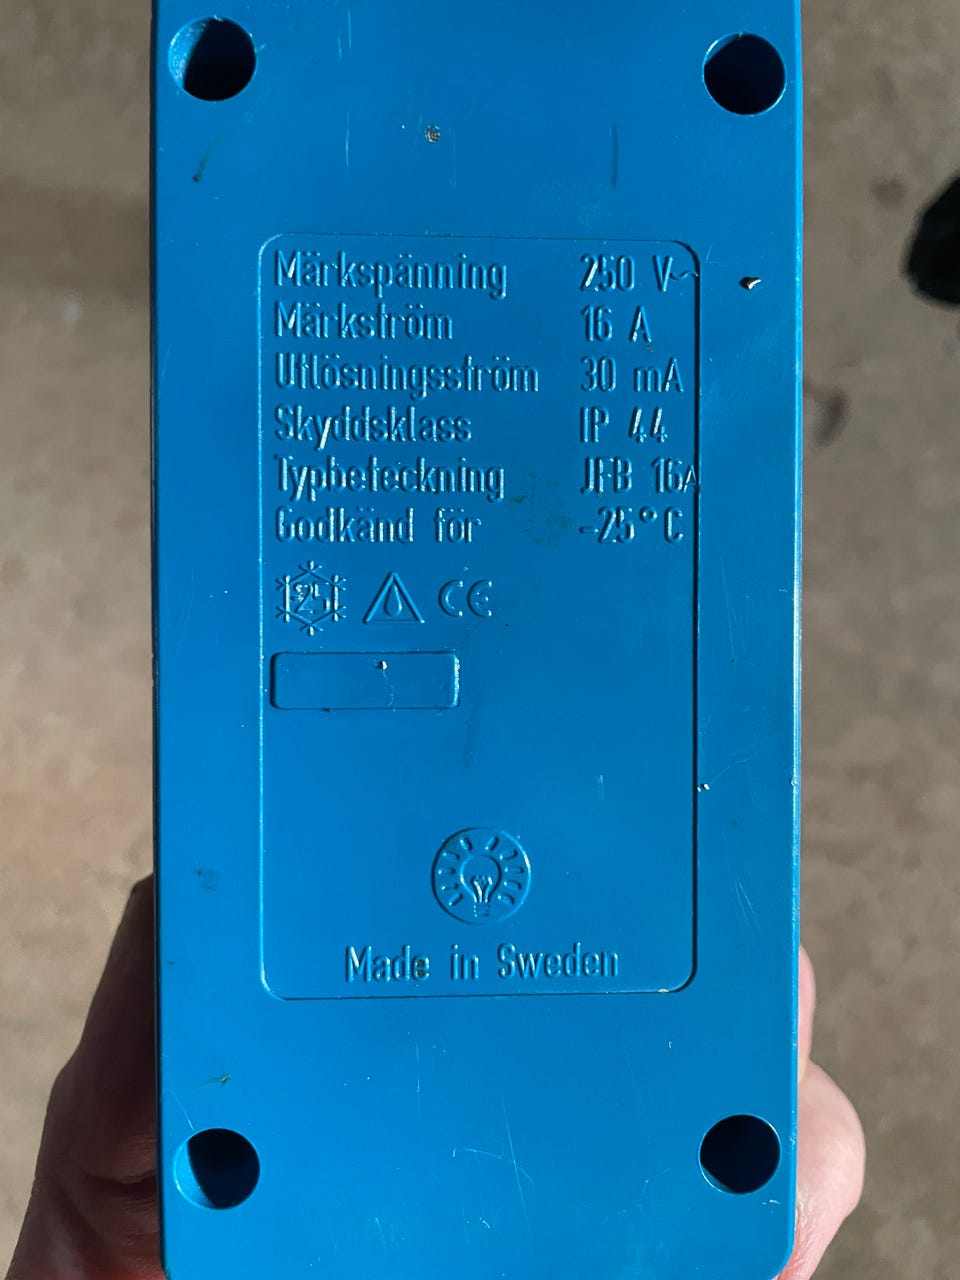 Märkspänning 250 V~
Märkström 16 A
Utlösningsström 30 mA
Skyddsklass IP 44
Typbeteckning JFB 16A
Godkänd för -25°C
-25 CE
Made in Sweden